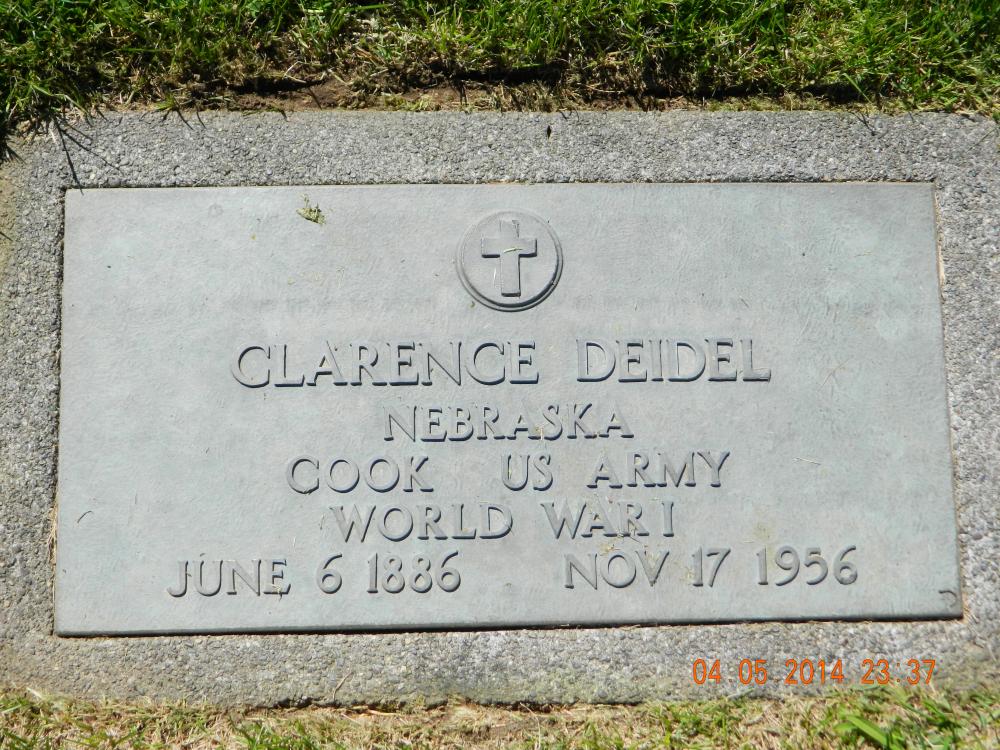 CLARENCE DEIDEL
NEBRASKA
COOK US ARMY
WORLD WAR I
JUNE 6 1886 NOV 17 1956
04 05 2014 23:37